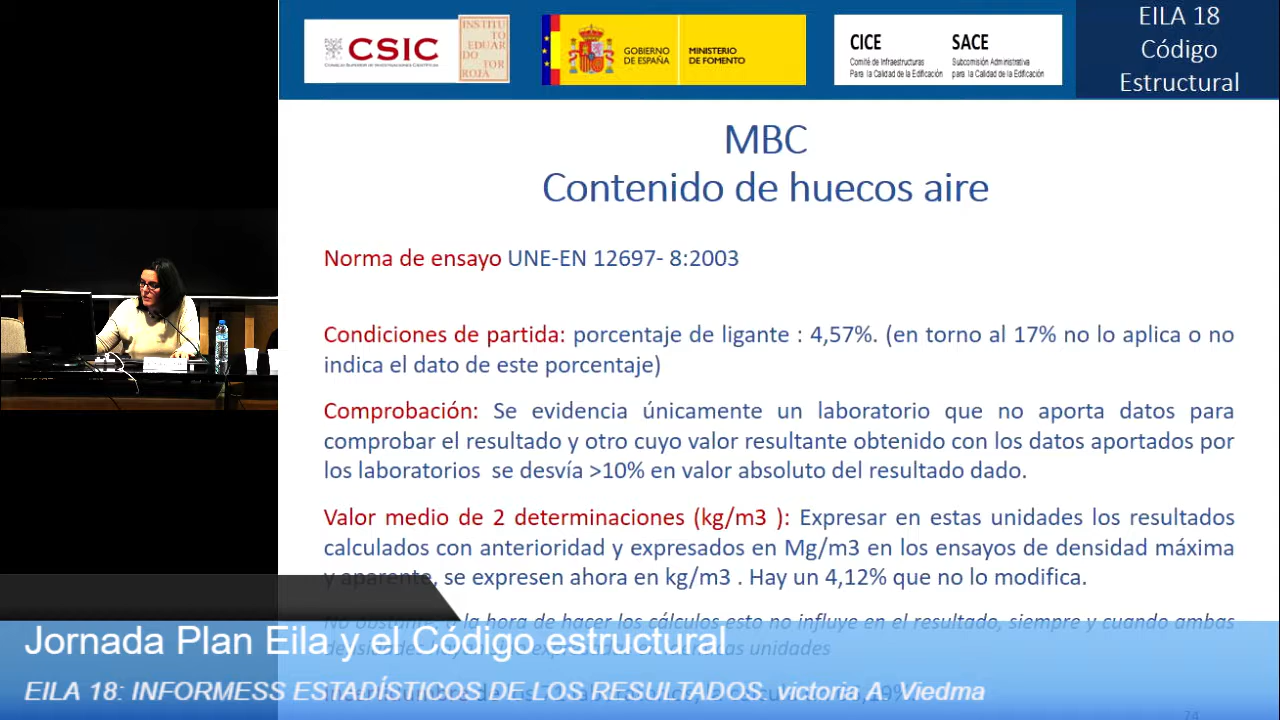 CSIC
CONSEJO SUPERIOR DE INVESTIGACIONES CIENTÍFICAS
INSTITU
TO
EDUAR
DO TOR
ROJA
GOBIERNO
DE ESPAÑA
MINISTERIO
DE FOMENTO
CICE
Comité de Infraestructuras
Para la Calidad de la Edificación
SACE
Subcomisión Administrativa
para la Calidad de la Edificación
EILA 18
Código
Estructural
MBC
Contenido de huecos aire
Norma de ensayo UNE-EN 12697- 8:2003
Condiciones de partida: porcentaje de ligante : 4,57%. (en torno al 17% no lo aplica o no
indica el dato de este porcentaje)
Comprobación: Se evidencia únicamente un laboratorio que no aporta datos para
comprobar el resultado y otro cuyo valor resultante obtenido con los datos aportados por
los laboratorios se desvía >10% en valor absoluto del resultado dado.
Valor medio de 2 determinaciones (kg/m3 ): Expresar en estas unidades los resultados
calculados con anterioridad y expresados en Mg/m3 en los ensayos de densidad máxima
y aparente, se expresen ahora en kg/m3 . Hay un 4,12% que no lo modifica.
No obstante, a la hora de hacer los cálculos esto no influye en el resultado, siempre y cuando ambas
unidades
Jornada Plan Eila y el Código estructural
EILA 18: INFORMESS ESTADÍSTICOS DE LOS RESULTADOS victoria A. Viedma
74